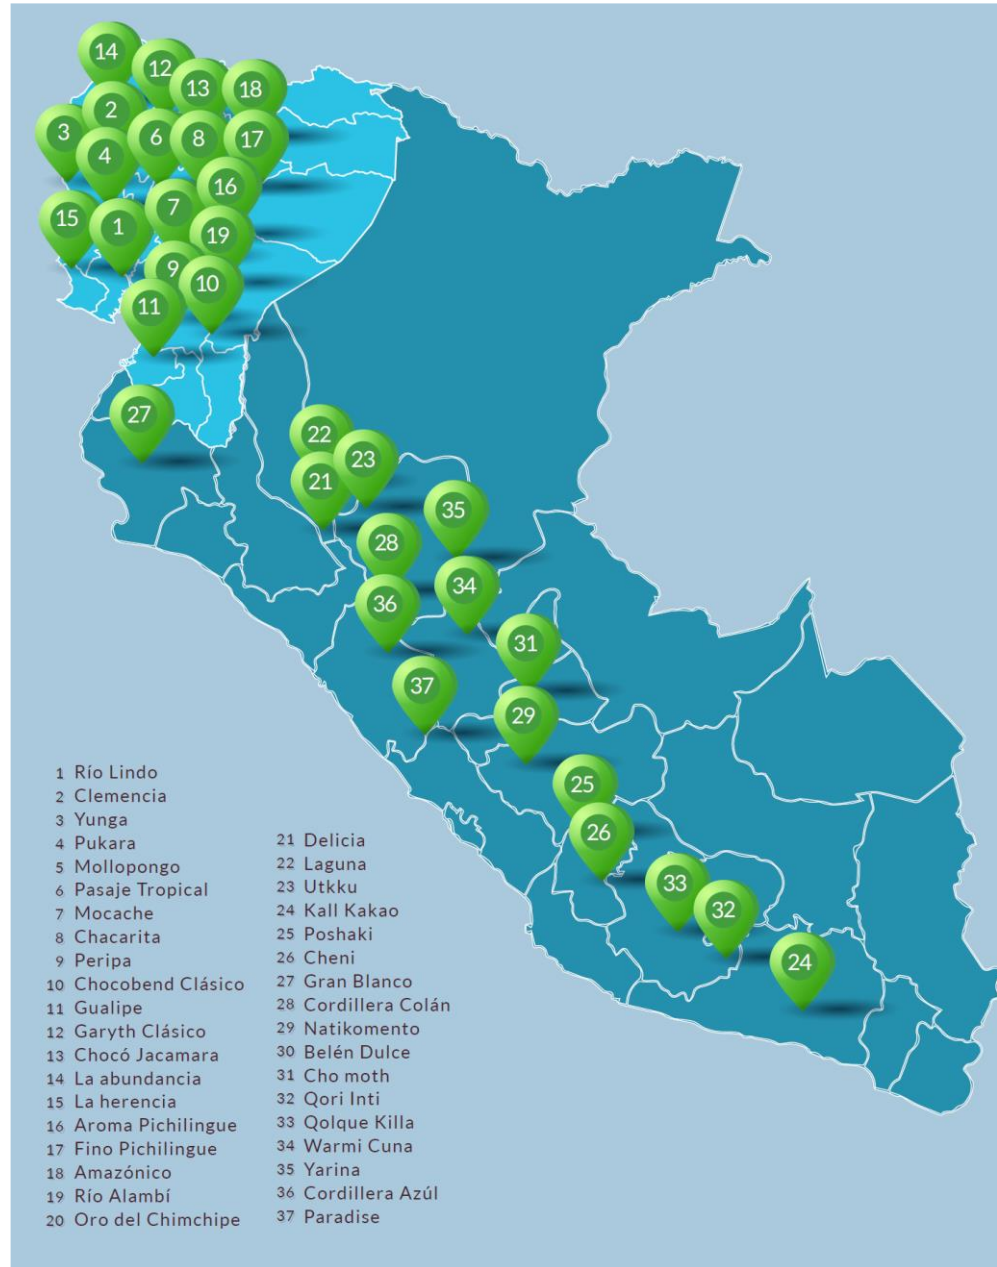 14
12
13
18
2
3
6
8
17
4
16
7
15
1
19
9
10
11
27
22
23
21
35
28
34
36
31
37
29
25
26
33
32
24
1 Río Lindo
2 Clemencia
3 Yunga
4 Pukara
5 Mollopongo
6 Pasaje Tropical
7 Mocache
8 Chacarita
9 Peripa
10 Chocobend Clásico
11 Gualipe
12 Garyth Clásico
13 Chocó Jacamara
14 La abundancia
15 La herencia
16 Aroma Pichilingue
17 Fino Pichilingue
18 Amazónico
19 Río Alambí
20 Oro del Chimchipe
21 Delicia
22 Laguna
23 Utkku
24 Kall Kakao
25 Poshaki
26 Cheni
27 Gran Blanco
28 Cordillera Colán
29 Natikomento
30 Belén Dulce
31 Cho moth
32 Qori Inti
33 Qolque Killa
34 Warmi Cuna
35 Yarina
36 Cordillera Azúl
37 Paradise